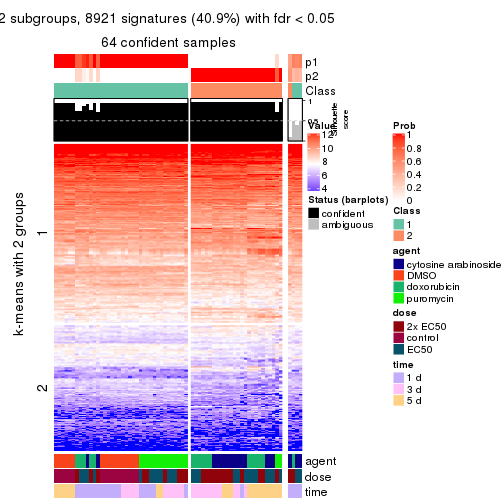 2 subgroups, 8921 signatures (40.9%) with fdr < 0.05
64 confident samples
p1
p2
Class
1
0.5
Silhouette
score
k-means with 2 groups
1
2
agent
dose
time
Value
12
10
8
6
4
Status (barplots)
confident
ambiguous
Prob
1
0.8
0.6
0.4
0.2
0
Class
1
2
agent
cytosine arabinoside
DMSO
doxorubicin
puromycin
dose
2x EC50
control
EC50
time
1 d
3 d
5 d